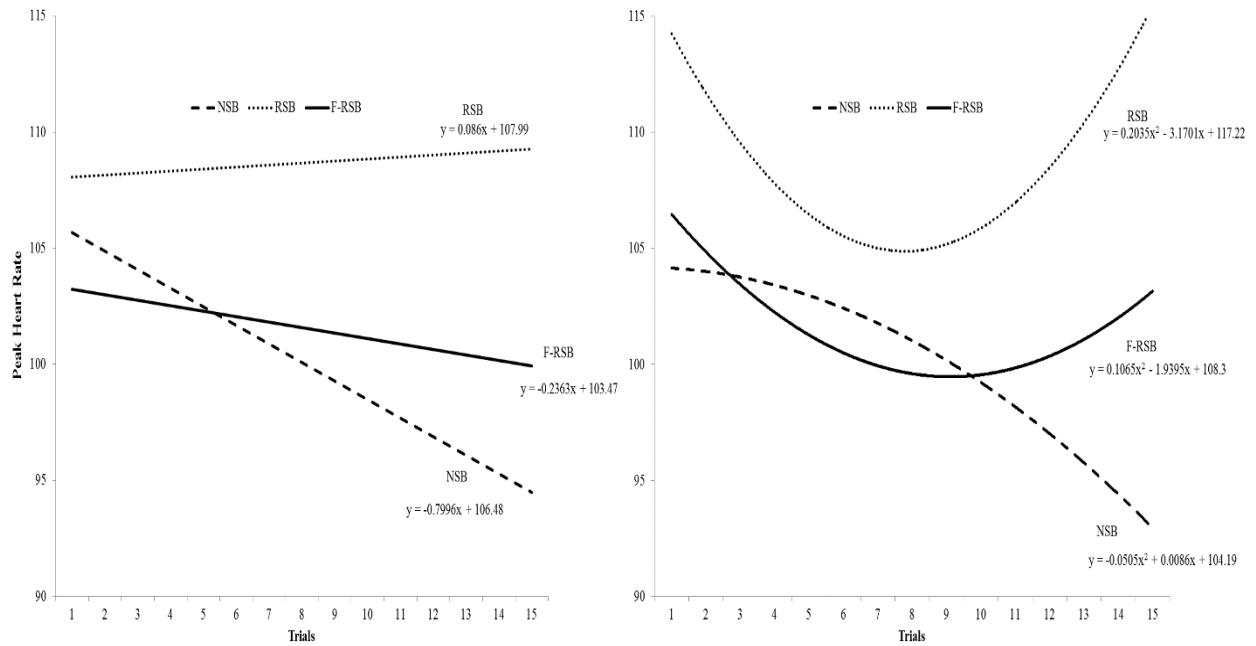 115
NSB RSB F-RSB
RSB
y = 0.086x + 107.99
110
105
Peak Heart Rate
100
F-RSB
y = -0.2363x + 103.47
95
NSB
y = -0.7996x + 106.48
90
1 2 3 4 5 6 7 8 9 10 11 12 13 14 15
Trials
115
NSB RSB F-RSB
RSB
y = 0.2035x² - 3.1701x + 117.22
110
105
100
F-RSB
y = 0.1065x² - 1.9395x + 108.3
95
NSB
y = -0.0505x² + 0.0086x + 104.19
90
1 2 3 4 5 6 7 8 9 10 11 12 13 14 15
Trials